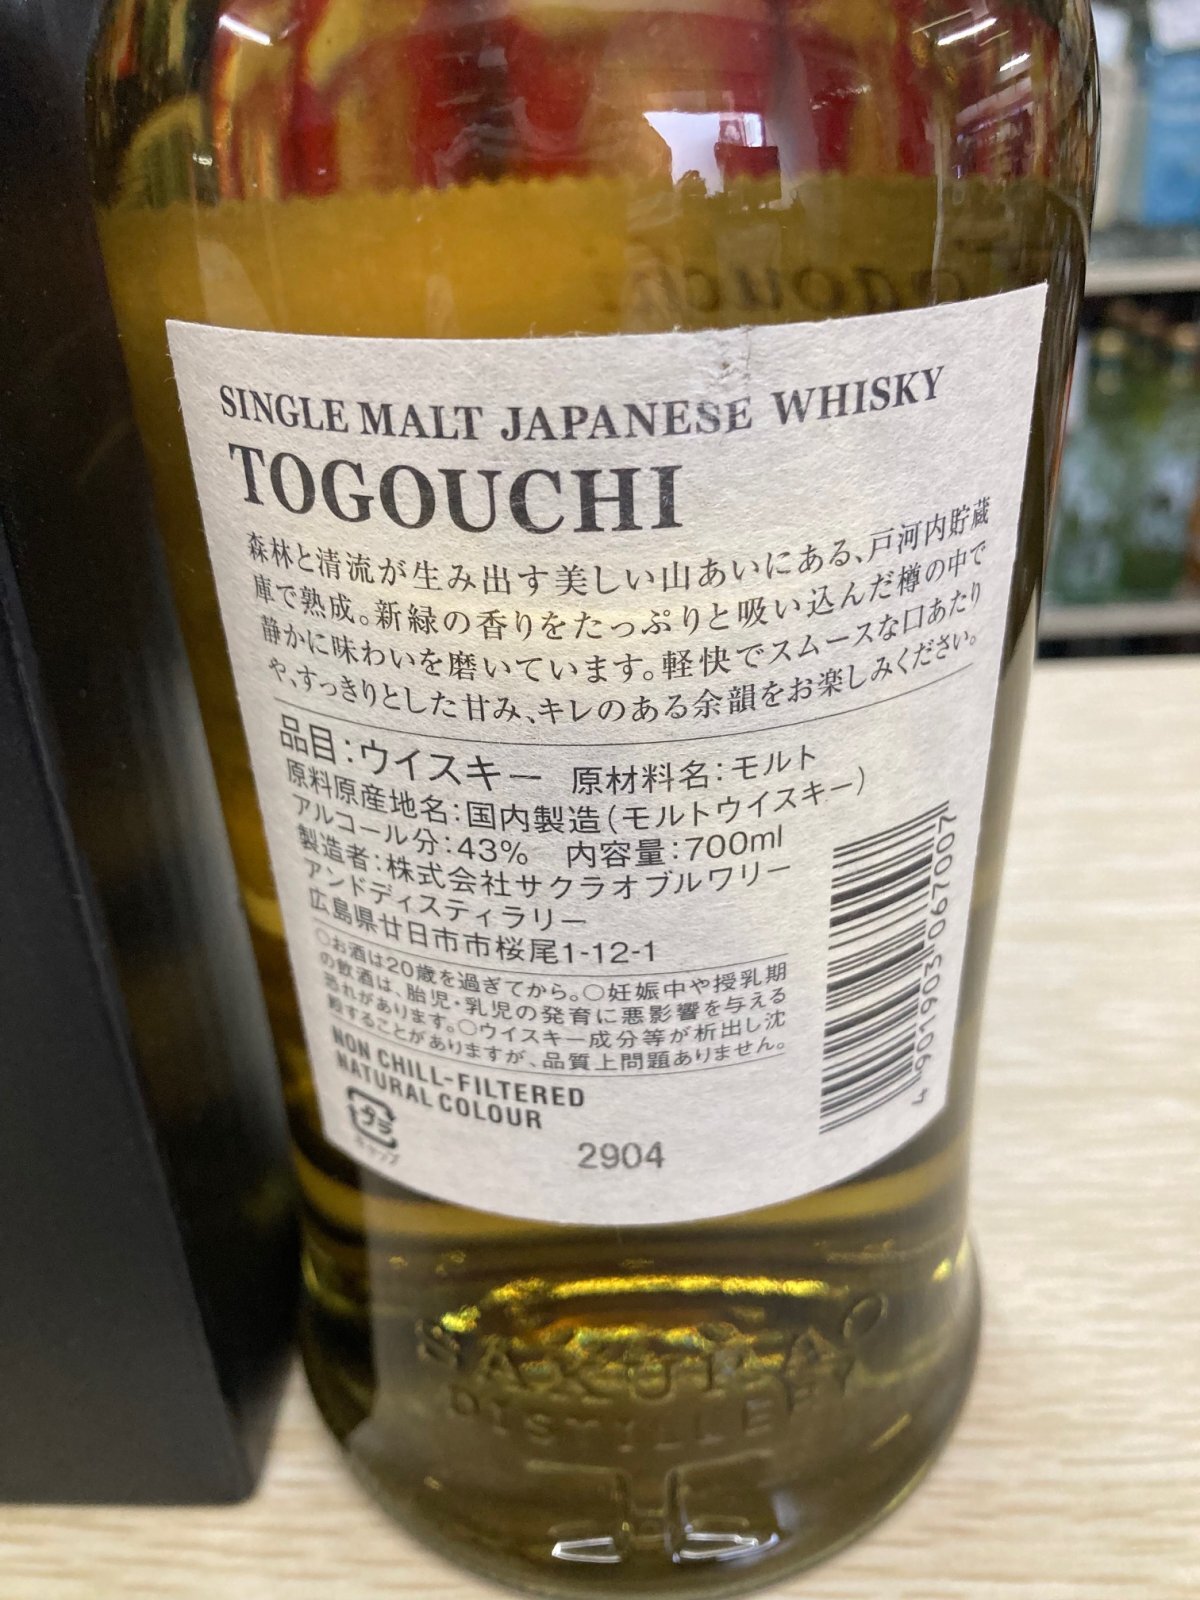 Togouchi
SINGLE MALT JAPANESE WHISKY
TOGOUCHI
森林と清流が生み出す美しい山あいにある、戸河内貯蔵
庫で熟成。新緑の香りをたっぷりと吸い込んだ樽の中で
静かに味わいを磨いています。軽快でスムースな口あたり
や、すっきりとした甘み、キレのある余韻をお楽しみください。
品目:ウイスキー 原材料名:モルト
原料原産地名:国内製造(モルトウイスキー)
アルコール分:43% 内容量:700ml
製造者:株式会社サクラオブルワリー
アンドディスティラリー
広島県廿日市市桜尾1-12-1
○お酒は20歳を過ぎてから。○妊娠中や授乳期
の飲酒は、胎児・乳児の発育に悪影響を与える
恐れがあります。○ウイスキー成分等が析出し沈
殿することがありますが、品質上問題ありません。
NON CHILL-FILTERED
NATURAL COLOUR
プラ
キャップ
2904
SAKURAO
DISTILLERY